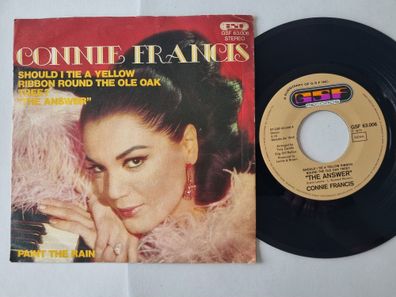 GSF
GSF 63.006
STEREO
CONNIE FRANCIS
SHOULD I TIE A YELLOW
RIBBON ROUND THE OLE OAK
TREE?
"THE ANSWER"
PAINT THE RAIN
GSF
RECORDS
GSF 63.006
SHOULD I TIE A YELLOW RIBBON
ROUND THE OLE OAK TREE?
"THE ANSWER"
CONNIE FRANCIS